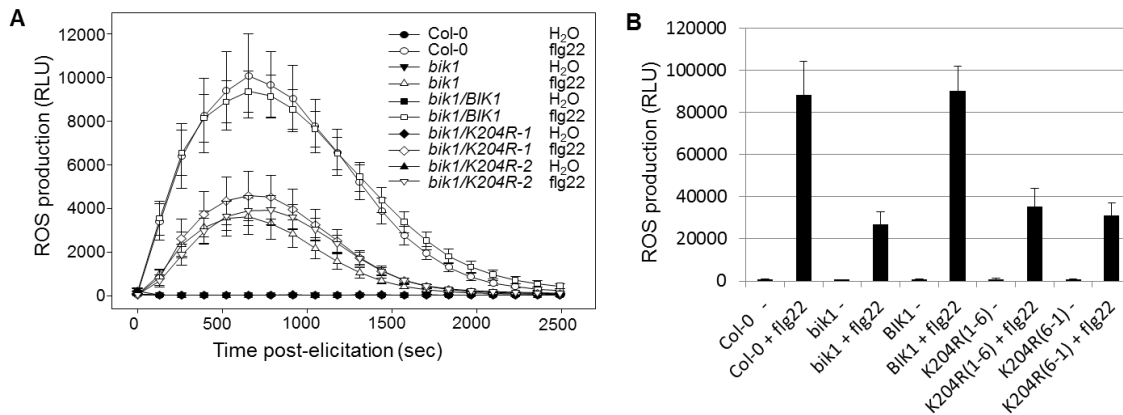 A
ROS production (RLU)
12000
10000
8000
6000
4000
2000
0
0 500 1000 1500 2000 2500
Time post-elicitation (sec)
Col-0 H₂O
Col-0 flg22
bik1 H₂O
bik1 flg22
bik1/BIK1 H₂O
bik1/BIK1 flg22
bik1/K204R-1 H₂O
bik1/K204R-1 flg22
bik1/K204R-2 H₂O
bik1/K204R-2 flg22
B
ROS production (RLU)
120000
100000
80000
60000
40000
20000
0
Col-0 -
Col-0 + flg22
bik1 -
bik1 + flg22
BIK1 -
BIK1 + flg22
K204R(1-6) -
K204R(1-6) + flg22
K204R(6-1) -
K204R(6-1) + flg22